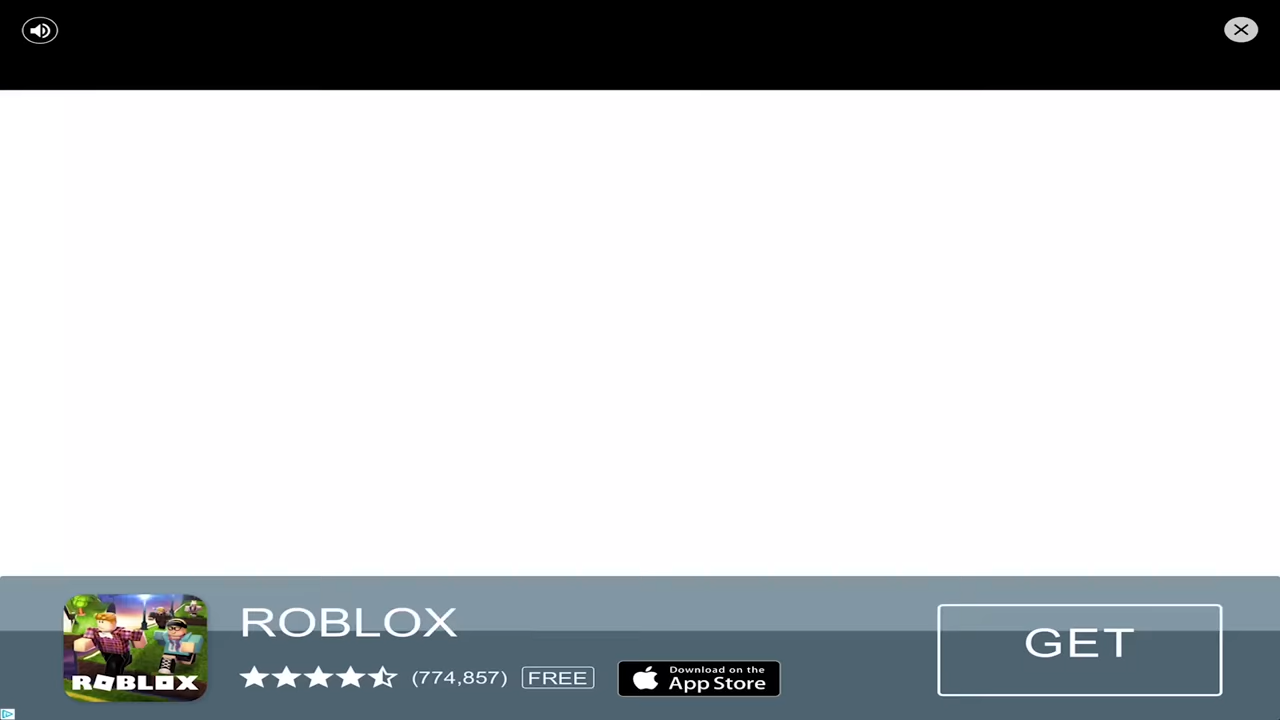 ROBLOX
ROBLOX
(774,857) FREE
Download on the
App Store
GET